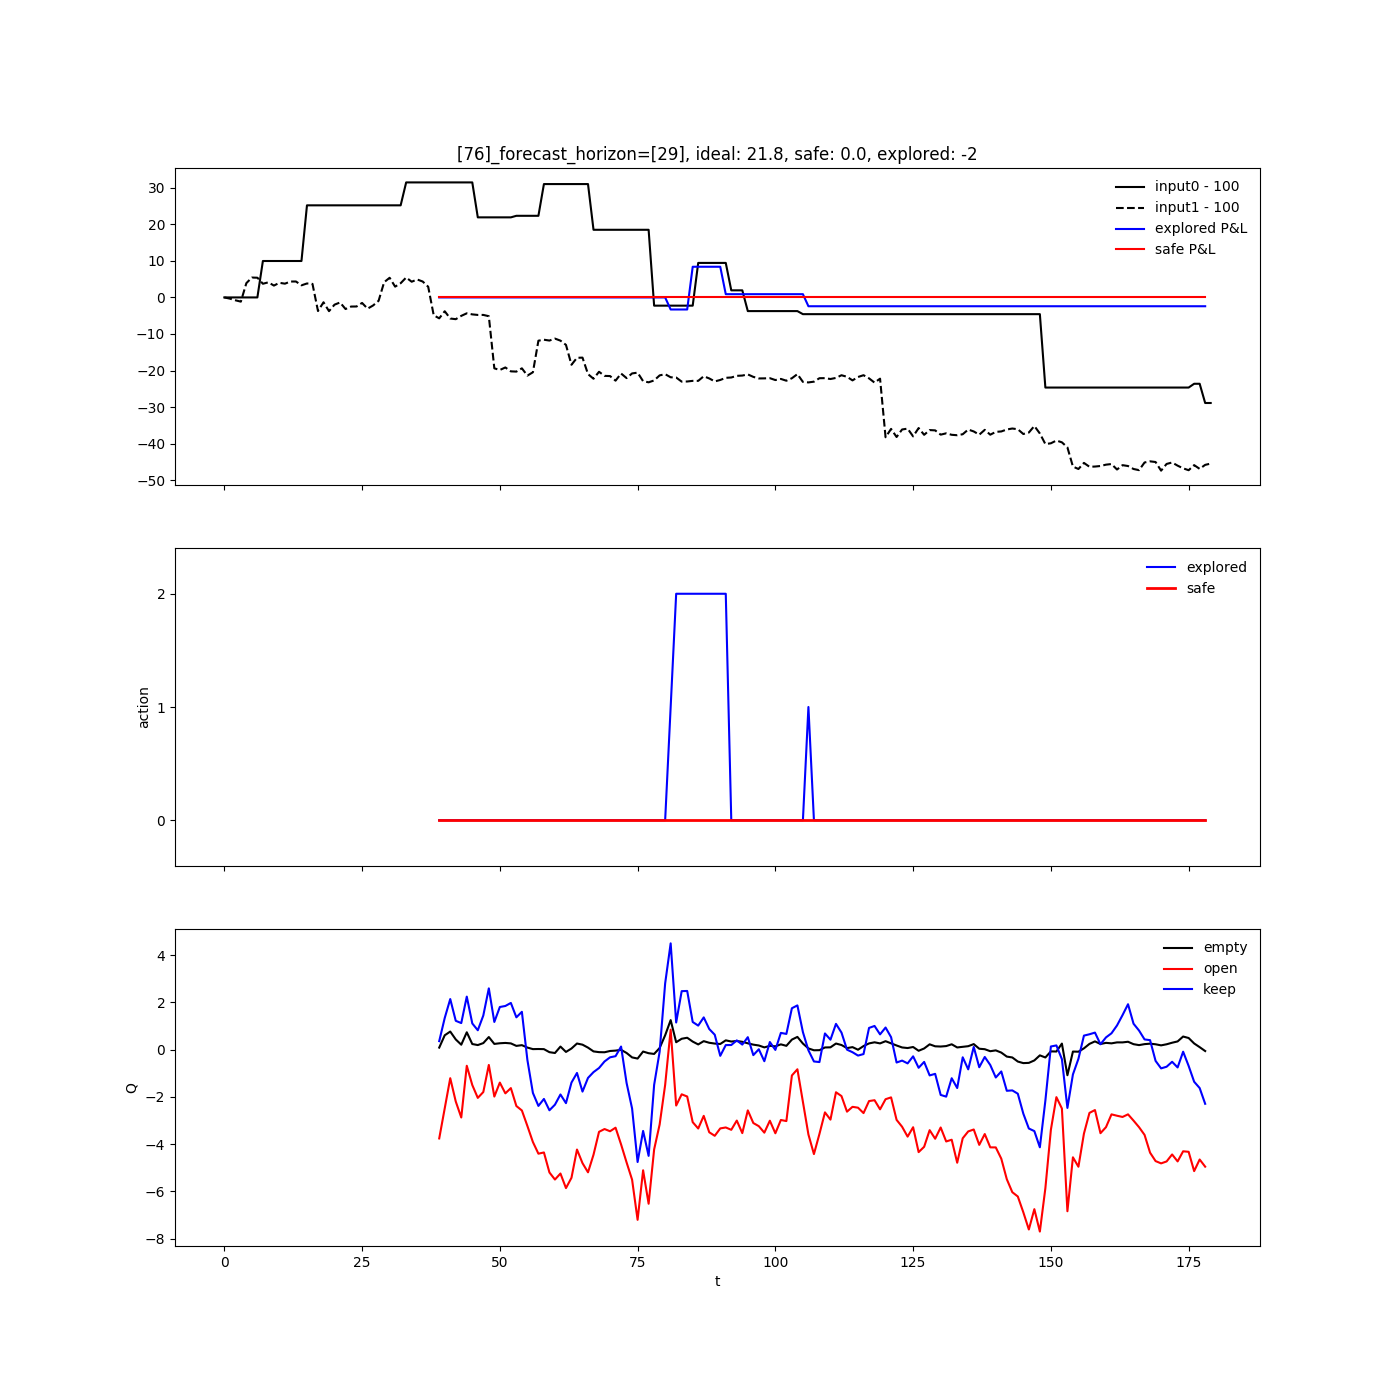 [76]_forecast_horizon=[29], ideal: 21.8, safe: 0.0, explored: -2
30
20
10
0
−10
−20
−30
−40
−50
input0 - 100
input1 - 100
explored P&L
safe P&L
2
1
0
action
explored
safe
4
2
0
−2
−4
−6
−8
Q
empty
open
keep
0
25
50
75
100
125
150
175
t